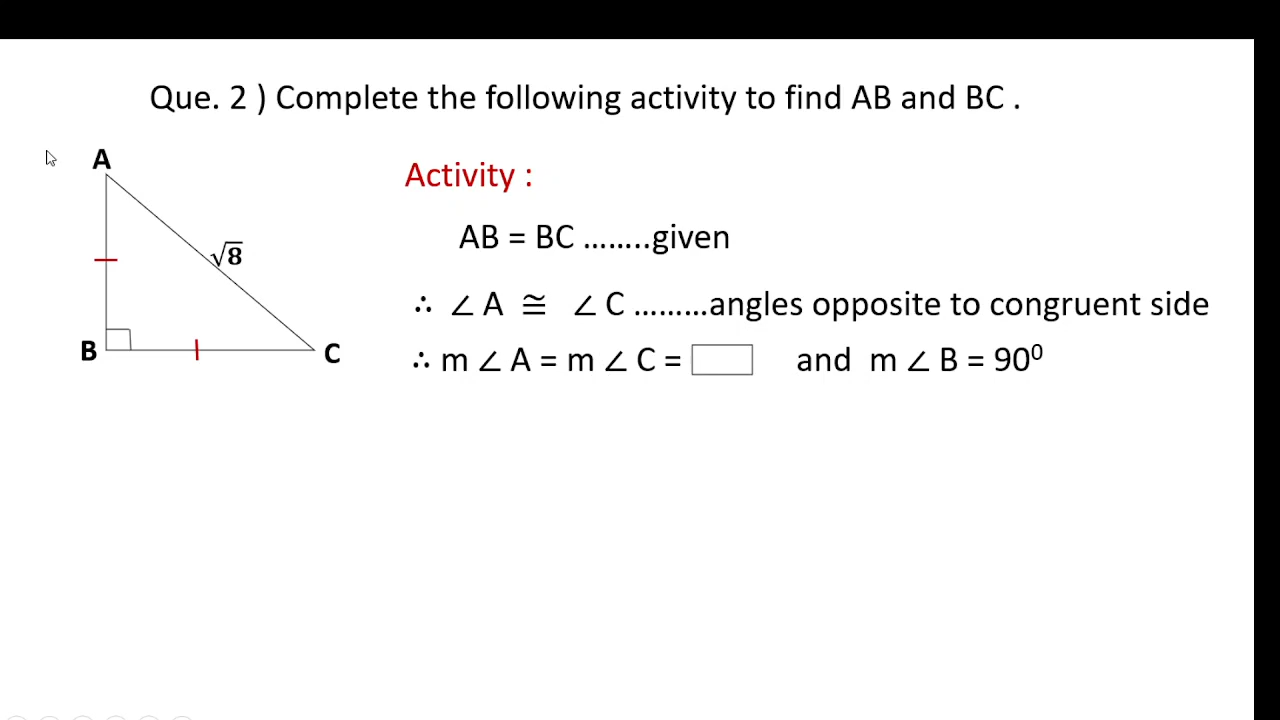 Que. 2 ) Complete the following activity to find AB and BC .
A
Activity :
AB = BC ........given
√8
∴ ∠ A ≅ ∠ C .........angles opposite to congruent side
B
C
∴ m ∠ A = m ∠ C = and m ∠ B = 90⁰